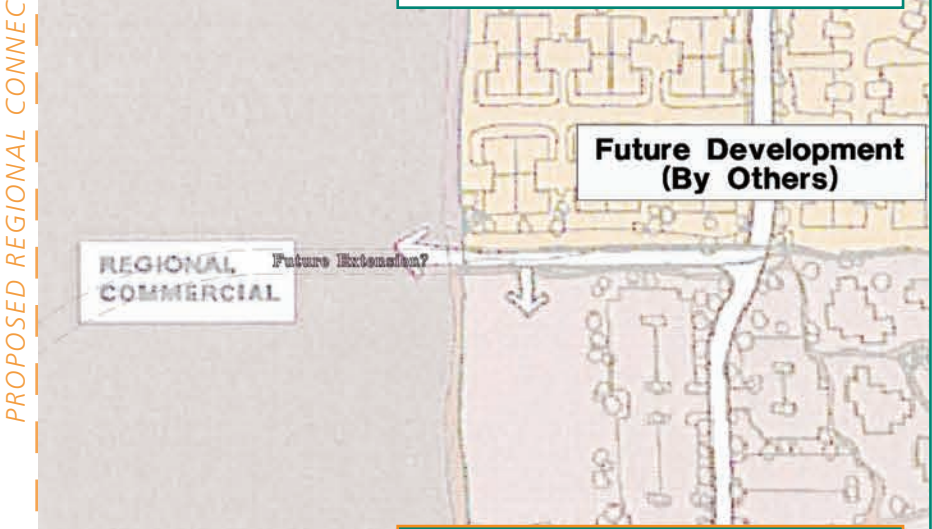 PROPOSED REGIONAL CONNEC
Future Development
(By Others)
REGIONAL
COMMERCIAL
Future Extension?